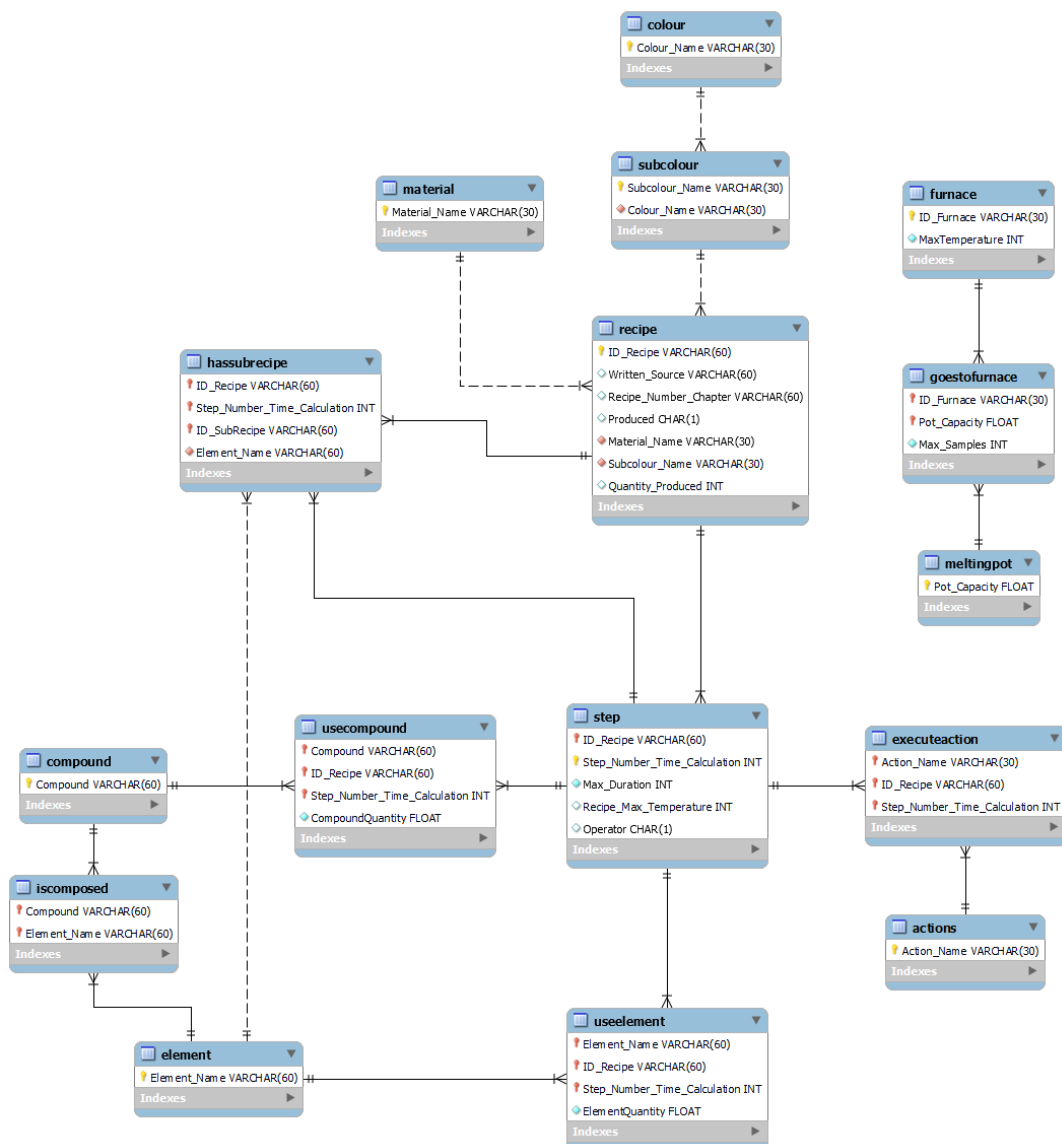 colour
Colour_Name VARCHAR(30)
Indexes
subcolour
Subcolour_Name VARCHAR(30)
Colour_Name VARCHAR(30)
Indexes
material
Material_Name VARCHAR(30)
Indexes
furnace
ID_Furnace VARCHAR(30)
MaxTemperature INT
Indexes
recipe
ID_Recipe VARCHAR(60)
Written_Source VARCHAR(60)
Recipe_Number_Chapter VARCHAR(60)
Produced CHAR(1)
Material_Name VARCHAR(30)
Subcolour_Name VARCHAR(30)
Quantity_Produced INT
Indexes
hassubrecipe
ID_Recipe VARCHAR(60)
Step_Number_Time_Calculation INT
ID_SubRecipe VARCHAR(60)
Element_Name VARCHAR(60)
Indexes
goestofurnace
ID_Furnace VARCHAR(30)
Pot_Capacity FLOAT
Max_Samples INT
Indexes
meltingpot
Pot_Capacity FLOAT
Indexes
step
ID_Recipe VARCHAR(60)
Step_Number_Time_Calculation INT
Max_Duration INT
Recipe_Max_Temperature INT
Operator CHAR(1)
Indexes
usecompound
Compound VARCHAR(60)
ID_Recipe VARCHAR(60)
Step_Number_Time_Calculation INT
CompoundQuantity FLOAT
Indexes
executeaction
Action_Name VARCHAR(30)
ID_Recipe VARCHAR(60)
Step_Number_Time_Calculation INT
Indexes
compound
Compound VARCHAR(60)
Indexes
iscomposed
Compound VARCHAR(60)
Element_Name VARCHAR(60)
Indexes
actions
Action_Name VARCHAR(30)
Indexes
element
Element_Name VARCHAR(60)
Indexes
useelement
Element_Name VARCHAR(60)
ID_Recipe VARCHAR(60)
Step_Number_Time_Calculation INT
ElementQuantity FLOAT
Indexes